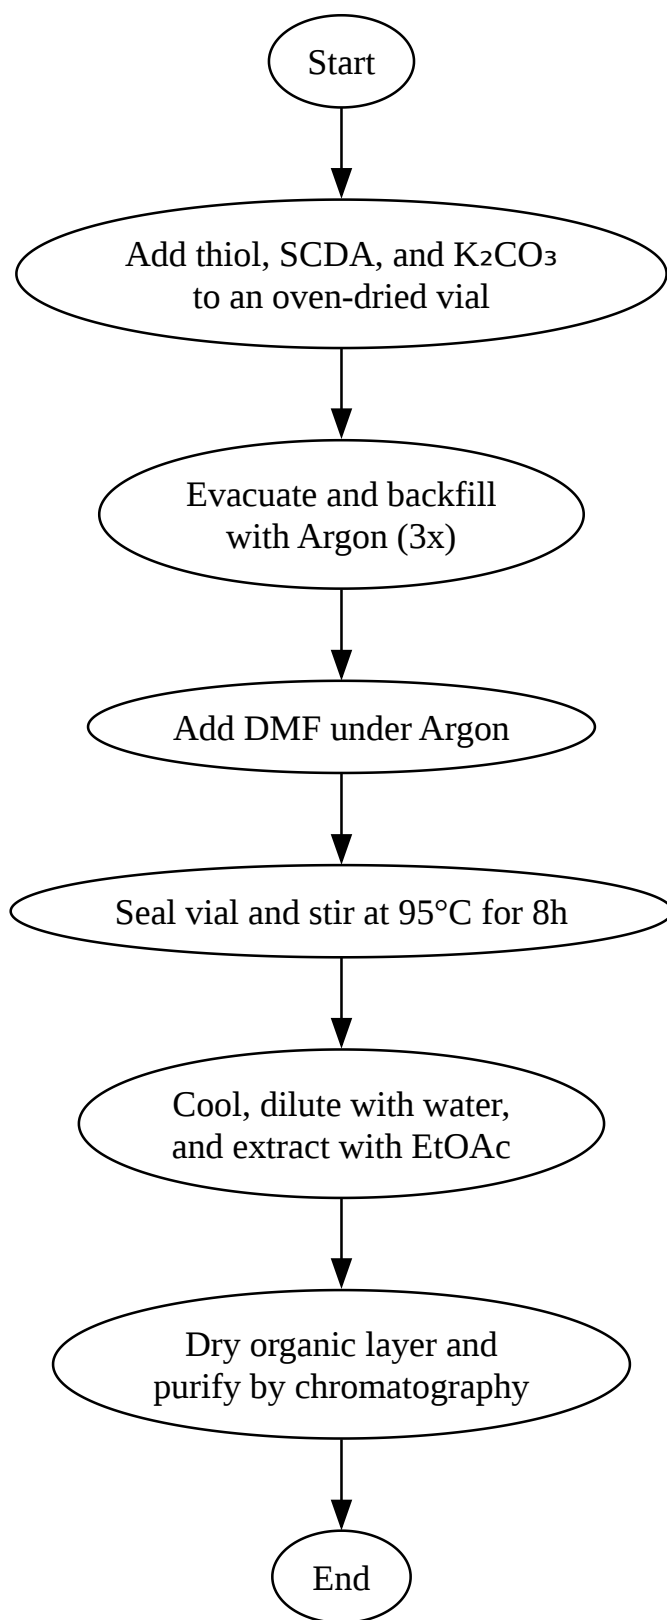 Start
Add thiol, SCDA, and K₂CO₃
to an oven-dried vial
Evacuate and backfill
with Argon (3x)
Add DMF under Argon
Seal vial and stir at 95°C for 8h
Cool, dilute with water,
and extract with EtOAc
Dry organic layer and
purify by chromatography
End